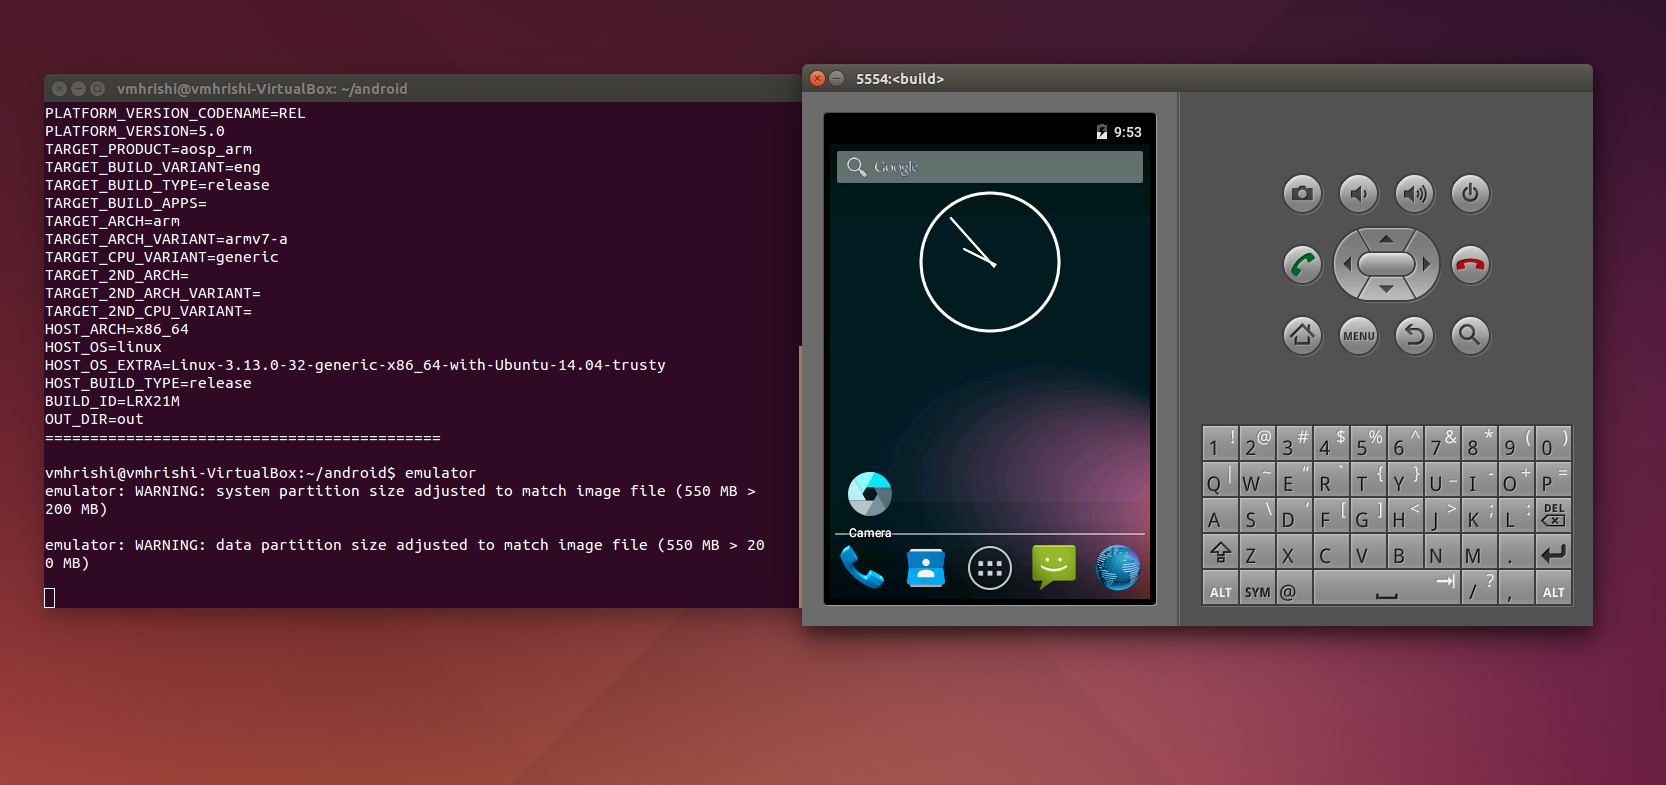 vmhrishi@vmhrishi-VirtualBox: ~/android
PLATFORM_VERSION_CODENAME=REL
PLATFORM_VERSION=5.0
TARGET_PRODUCT=aosp_arm
TARGET_BUILD_VARIANT=eng
TARGET_BUILD_TYPE=release
TARGET_BUILD_APPS=
TARGET_ARCH=arm
TARGET_ARCH_VARIANT=armv7-a
TARGET_CPU_VARIANT=generic
TARGET_2ND_ARCH=
TARGET_2ND_ARCH_VARIANT=
TARGET_2ND_CPU_VARIANT=
HOST_ARCH=x86_64
HOST_OS=linux
HOST_OS_EXTRA=Linux-3.13.0-32-generic-x86_64-with-Ubuntu-14.04-trusty
HOST_BUILD_TYPE=release
BUILD_ID=LRX21M
OUT_DIR=out
============================================
vmhrishi@vmhrishi-VirtualBox:~/android$ emulator
emulator: WARNING: system partition size adjusted to match image file (550 MB >
200 MB)
emulator: WARNING: data partition size adjusted to match image file (550 MB > 20
0 MB)
5554:<build>
9:53
Google
Camera
MENU
1 ! 2 @ 3 # 4 $ 5 % 6 ^ 7 & 8 * 9 ( 0 )
Q | W ~ E “ R ` T { Y } U _ I - O + P =
A S \ D ‘ F [ G ] H < J > K ; L : DEL
Z X C V B N M .
ALT SYM @ / ? , ALT